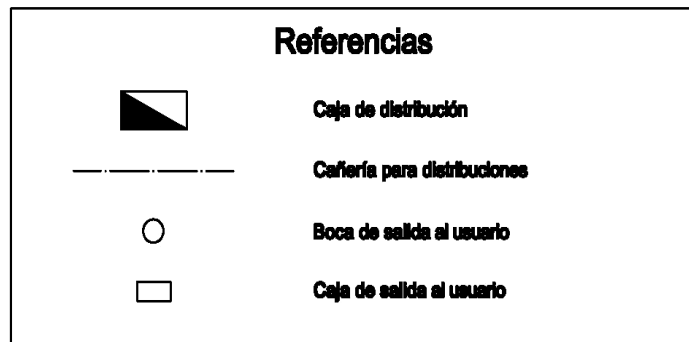 Referencias
Caja de distribución
Cañería para distribuciones
Boca de salida al usuario
Caja de salida al usuario